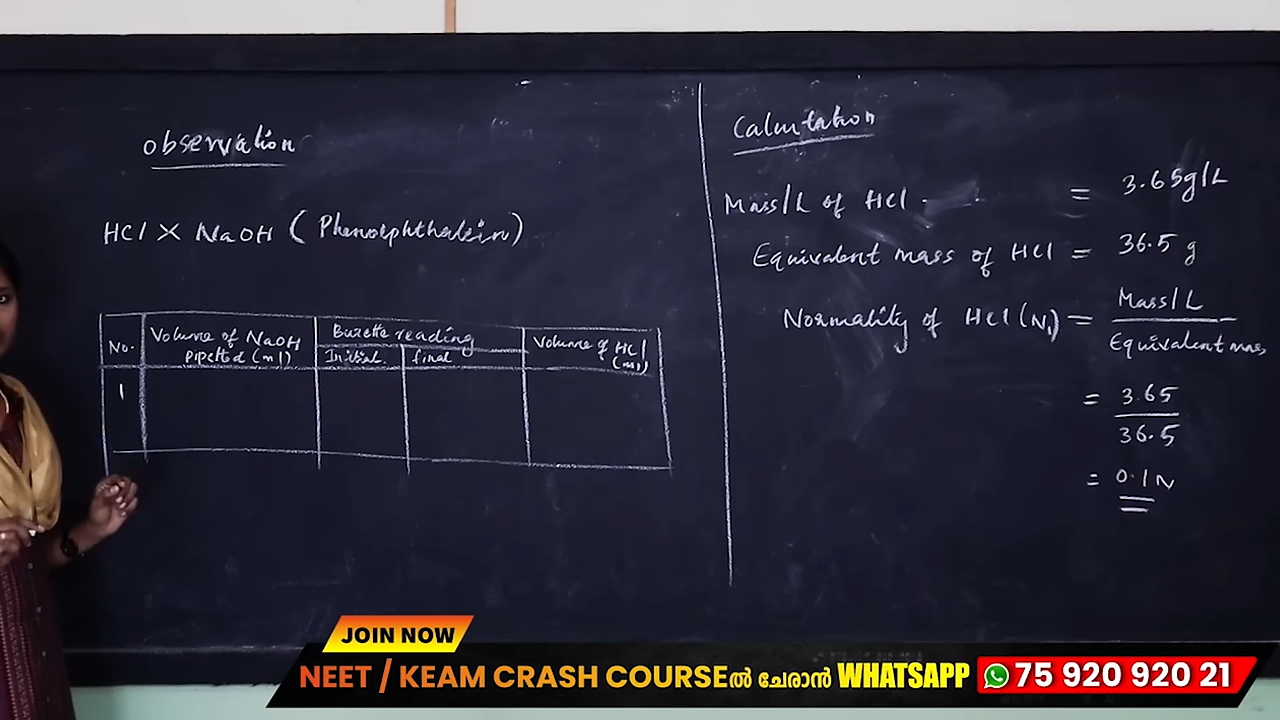 Observation
HCl X NaOH (Phenolphthalein)
No.
Volume of NaOH
pipetted (ml)
Burette reading
Initial
final
Volume of HCl
(ml)
1
Calculation
Mass/L of HCl = 3.65g/L
Equivalent mass of HCl = 36.5 g
Normality of HCl (N₁) = Mass/L
Equivalent mass
= 3.65
36.5
= 0.1N
JOIN NOW
NEET / KEAM CRASH COURSEൽ ചേരാൻ WHATSAPP 75 920 920 21